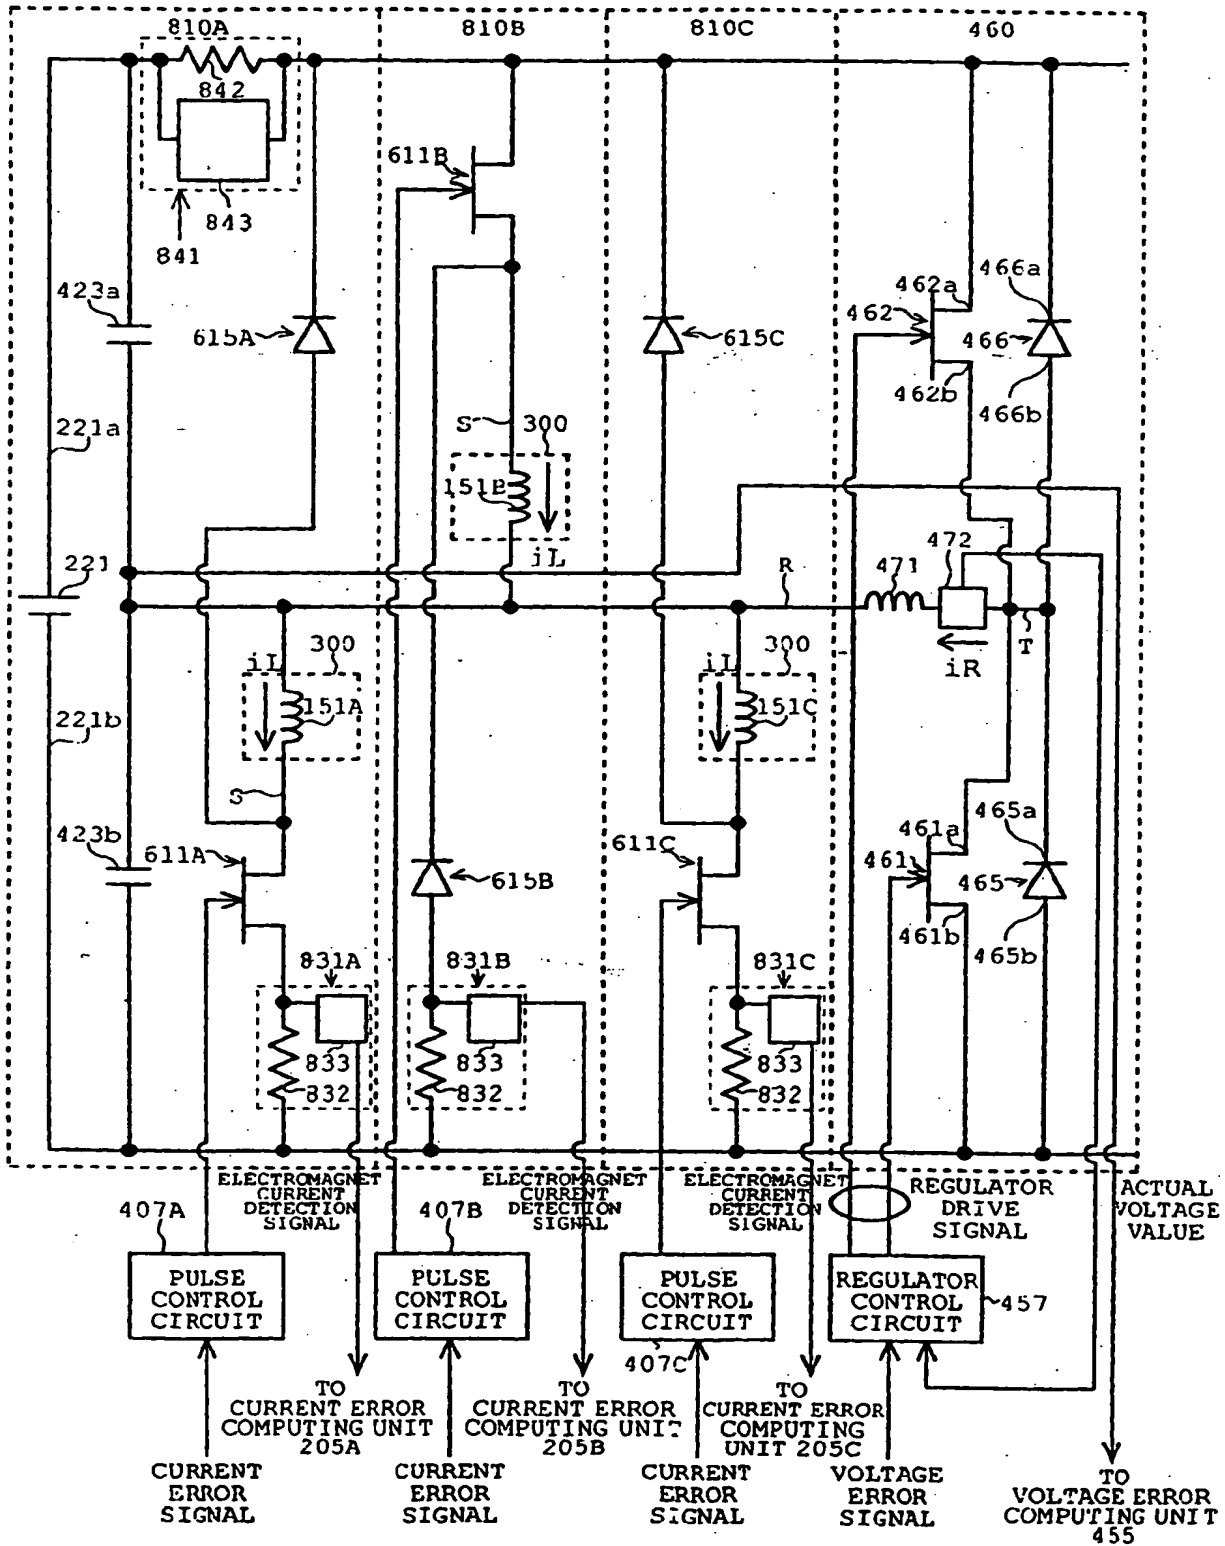 810A
810B
810C
460
842
843
841
611B
423a
615A
615C
462a
466a
462
466
462b
466b
221a
S
300
151B
iL
221
R
471
472
T
iR
iL
300
151A
iL
300
151C
221b
S
423b
611A
615B
611C
461a
465a
461
465
461b
465b
831A
831B
831C
833
832
833
832
833
832
ELECTROMAGNET
CURRENT
DETECTION
SIGNAL
ELECTROMAGNET
CURRENT
DETECTION
SIGNAL
ELECTROMAGNET
CURRENT
DETECTION
SIGNAL
REGULATOR
DRIVE
SIGNAL
ACTUAL
VOLTAGE
VALUE
407A
407B
PULSE
CONTROL
CIRCUIT
PULSE
CONTROL
CIRCUIT
PULSE
CONTROL
CIRCUIT
REGULATOR
CONTROL
CIRCUIT
457
407C
TO
CURRENT ERROR
COMPUTING UNIT
205A
TO
CURRENT ERROR
COMPUTING UNIT
205B
TO
CURRENT ERROR
COMPUTING
UNIT 205C
CURRENT
ERROR
SIGNAL
CURRENT
ERROR
SIGNAL
CURRENT
ERROR
SIGNAL
VOLTAGE
ERROR
SIGNAL
TO
VOLTAGE ERROR
COMPUTING UNIT
455